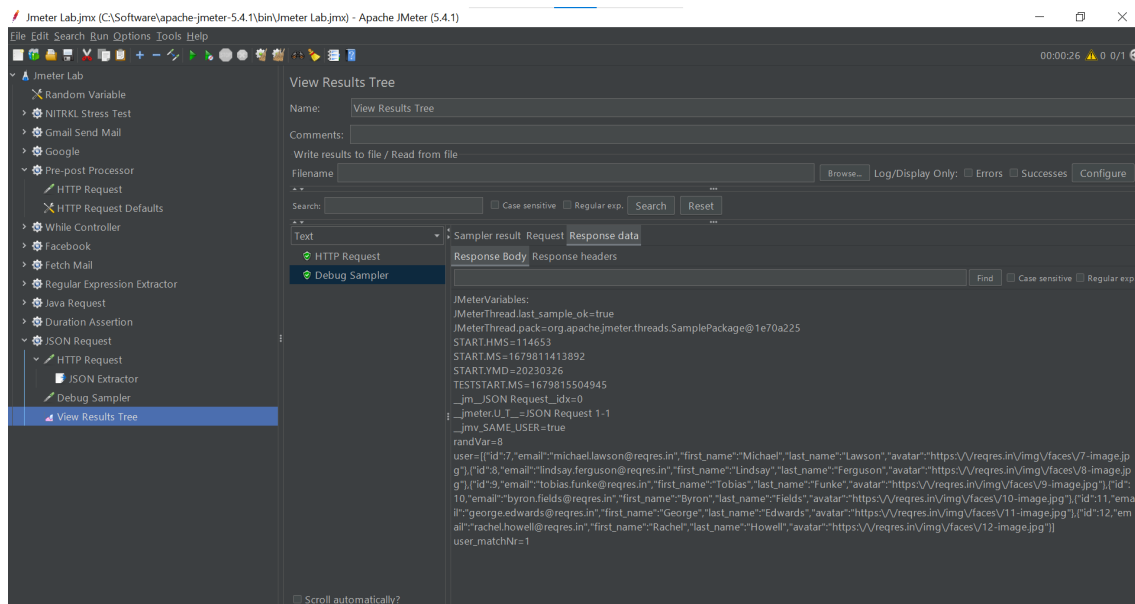 Jmeter Lab.jmx (C:\Software\apache-jmeter-5.4.1\bin\Jmeter Lab.jmx) - Apache JMeter (5.4.1)
File Edit Search Run Options Tools Help
00:00:26 0 0/1
Jmeter Lab
Random Variable
NITRKL Stress Test
Gmail Send Mail
Google
Pre-post Processor
HTTP Request
HTTP Request Defaults
While Controller
Facebook
Fetch Mail
Regular Expression Extractor
Java Request
Duration Assertion
JSON Request
HTTP Request
JSON Extractor
Debug Sampler
View Results Tree
View Results Tree
Name: View Results Tree
Comments:
Write results to file / Read from file
Filename Browse... Log/Display Only: Errors Successes Configure
Search: Case sensitive Regular exp. Search Reset
Text
HTTP Request
Debug Sampler
Scroll automatically?
Sampler result Request Response data
Response Body Response headers
Find Case sensitive Regular exp
JMeterVariables:
JMeterThread.last_sample_ok=true
JMeterThread.pack=org.apache.jmeter.threads.SamplePackage@1e70a225
START.HMS=114653
START.MS=1679811413892
START.YMD=20230326
TESTSTART.MS=1679815504945
__jm__JSON Request__idx=0
__jmeter.U_T__=JSON Request 1-1
__jmv_SAME_USER=true
randVar=8
user=[{"id":7,"email":"michael.lawson@reqres.in","first_name":"Michael","last_name":"Lawson","avatar":"https:\/\/reqres.in\/img\/faces\/7-image.jp
g"},{"id":8,"email":"lindsay.ferguson@reqres.in","first_name":"Lindsay","last_name":"Ferguson","avatar":"https:\/\/reqres.in\/img\/faces\/8-image.jp
g"},{"id":9,"email":"tobias.funke@reqres.in","first_name":"Tobias","last_name":"Funke","avatar":"https:\/\/reqres.in\/img\/faces\/9-image.jpg"},{"id":
10,"email":"byron.fields@reqres.in","first_name":"Byron","last_name":"Fields","avatar":"https:\/\/reqres.in\/img\/faces\/10-image.jpg"},{"id":11,"ema
il":"george.edwards@reqres.in","first_name":"George","last_name":"Edwards","avatar":"https:\/\/reqres.in\/img\/faces\/11-image.jpg"},{"id":12,"em
ail":"rachel.howell@reqres.in","first_name":"Rachel","last_name":"Howell","avatar":"https:\/\/reqres.in\/img\/faces\/12-image.jpg"}]
user_matchNr=1